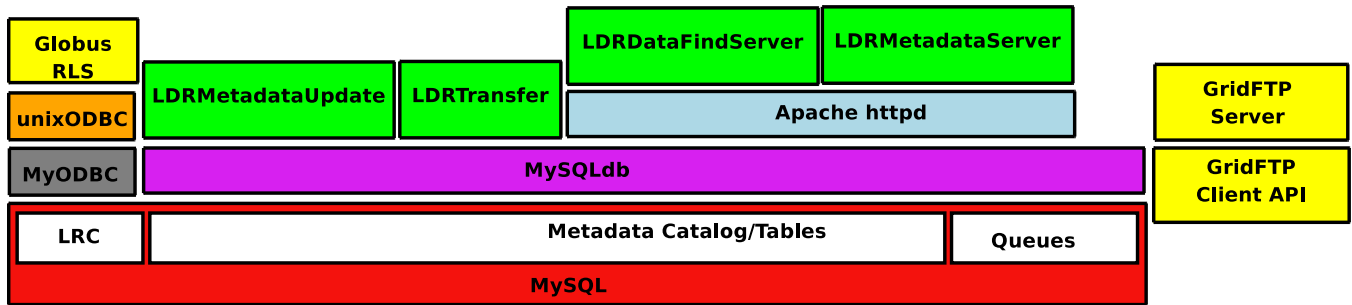 Globus
RLS
LDRDataFindServer
LDRMetadataServer
LDRMetadataUpdate
LDRTransfer
unixODBC
Apache httpd
GridFTP
Server
MyODBC
MySQLdb
GridFTP
Client API
LRC
Metadata Catalog/Tables
Queues
MySQL